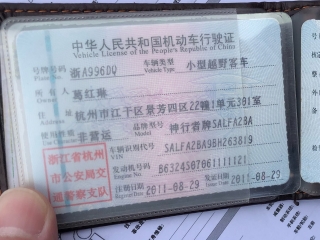 中华人民共和国机动车行驶证
Vehicle License of the People's Republic of China
号牌号码 浙A996DQ 车辆类型 小型越野客车
Plate No. Vehicle Type
所有人 葛红琳
住址 杭州市江干区景芳四区22幢1单元301室
使用性质 非营运 品牌型号 神行者牌SALFA28A
浙江省杭州市公安局交通警察支队
车辆识别代号 SALFA28A98H263819
VIN
发动机号码 B6324S07061111121
Engine No.
注册日期 2011-08-29 发证日期 2011-08-29